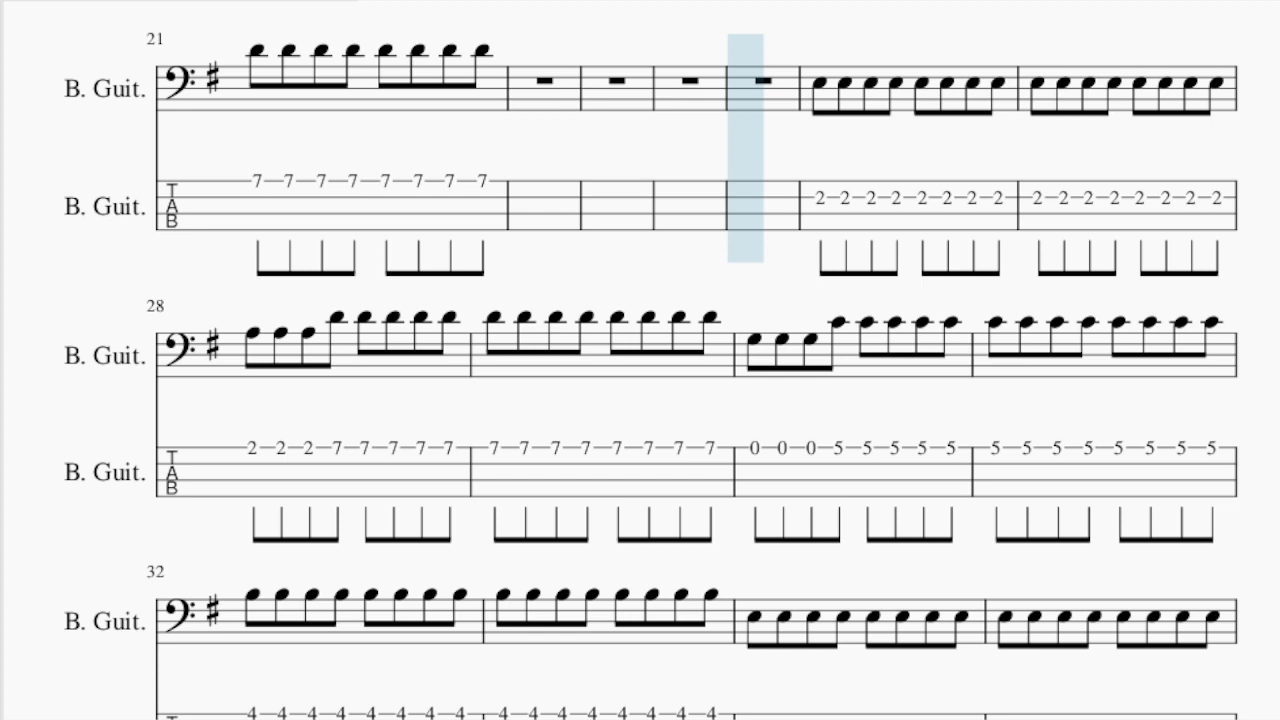 21
B. Guit.
7 7 7 7 7 7 7 7
B. Guit. TAB
2 2 2 2 2 2 2 2 2 2 2 2 2 2 2 2
28
B. Guit.
2 2 2 7 7 7 7 7 7 7 7 7 7 7 7 7 0 0 0 5 5 5 5 5 5 5 5 5 5 5 5 5
B. Guit. TAB
32
B. Guit.
4 4 4 4 4 4 4 4 4 4 4 4 4 4 4 4